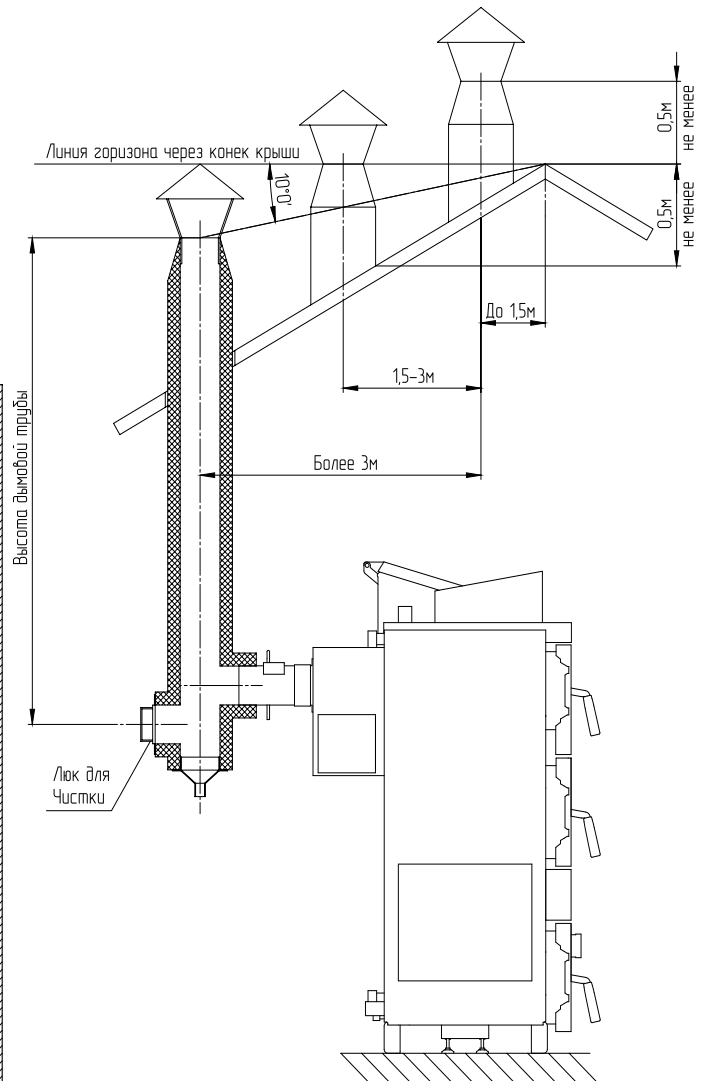 0,5м
не менее
Линия горизона через конек крыши
10°0'
0,5м
не менее
До 1,5м
1,5-3м
Высота дымовой трубы
Более 3м
Люк для
Чистки